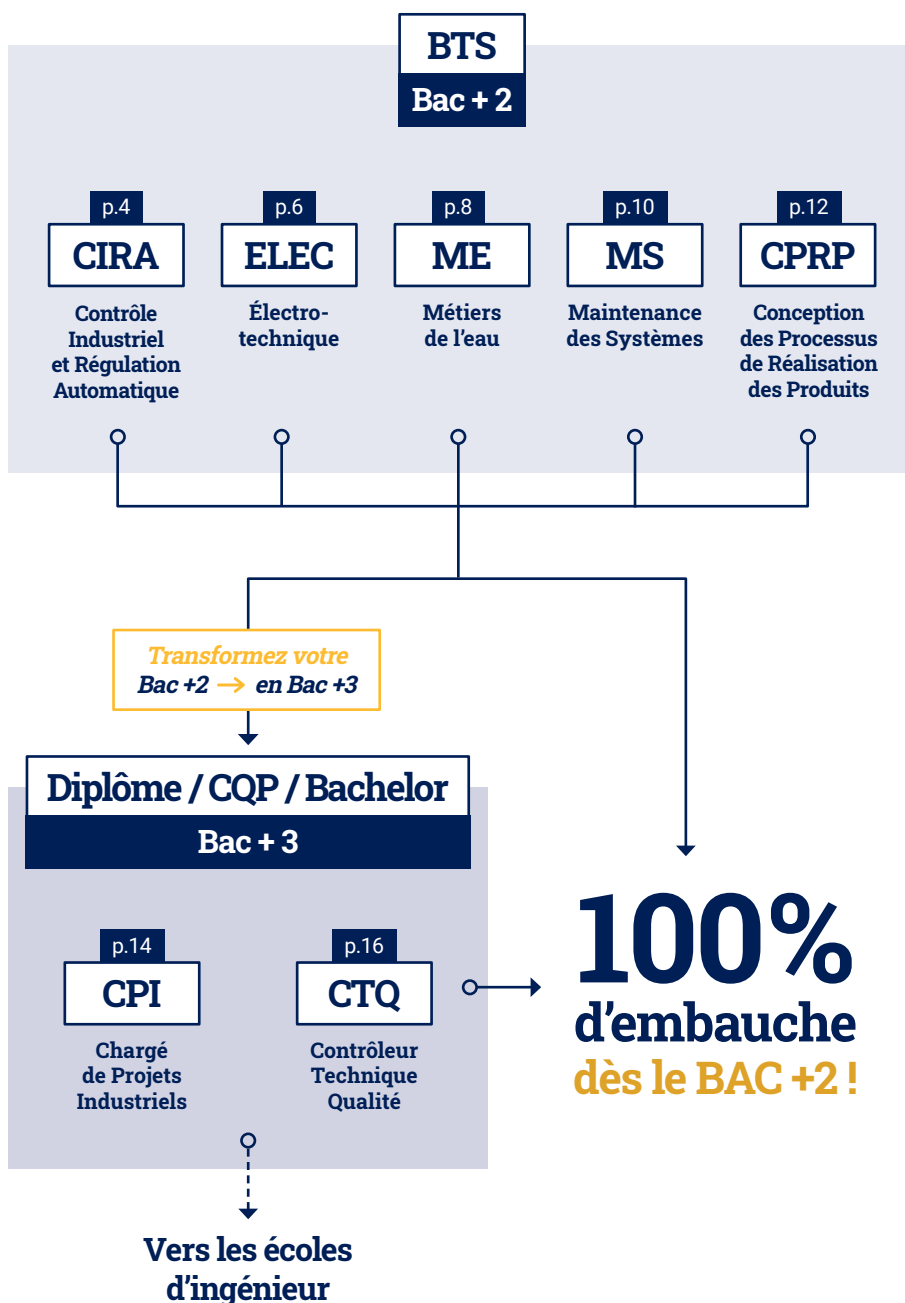 BTS
Bac + 2
p.4
CIRA
Contrôle
Industriel
et Régulation
Automatique
p.6
ELEC
Électro-
technique
p.8
ME
Métiers
de l'eau
p.10
MS
Maintenance
des Systèmes
p.12
CPRP
Conception
des Processus
de Réalisation
des Produits
Transformez votre
Bac +2 → en Bac +3
Diplôme / CQP / Bachelor
Bac + 3
p.14
CPI
Chargé
de Projets
Industriels
p.16
CTQ
Contrôleur
Technique
Qualité
100%
d'embauche
dès le BAC +2 !
Vers les écoles
d'ingénieur